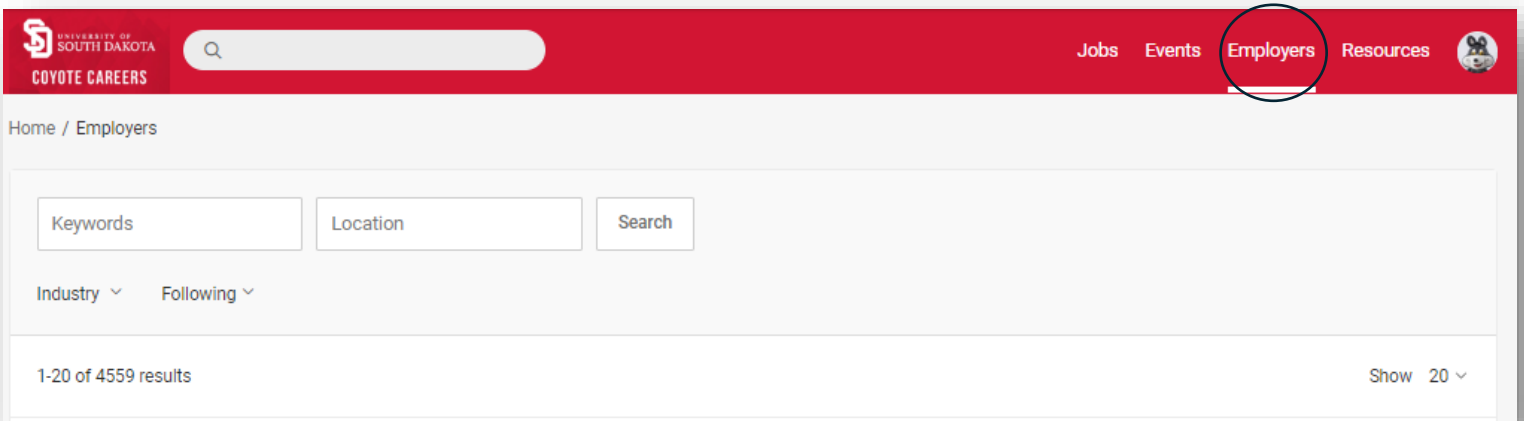 UNIVERSITY OF
SOUTH DAKOTA
COYOTE CAREERS
Jobs Events Employers Resources
Home / Employers
Keywords Location Search
Industry Following
1-20 of 4559 results Show 20